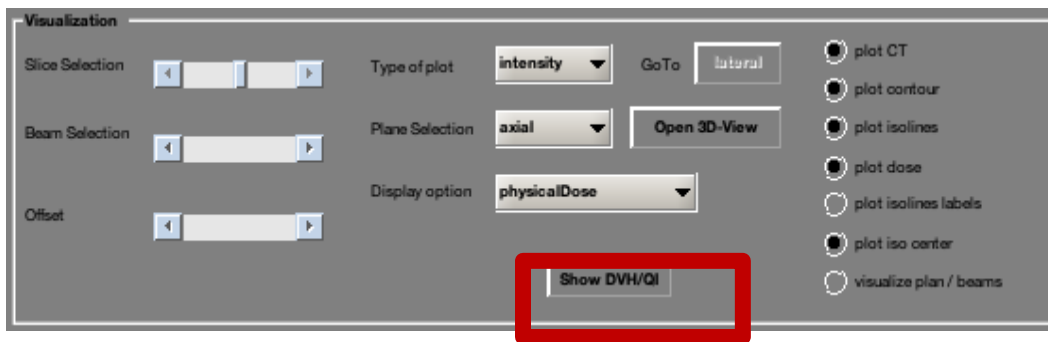 Visualization
Slice Selection
Type of plot
intensity
GoTo
lateral
plot CT
plot contour
Beam Selection
Plane Selection
axial
Open 3D-View
plot isolines
plot dose
Display option
physicalDose
plot isolines labels
Offset
plot iso center
Show DVH/QI
visualize plan / beams